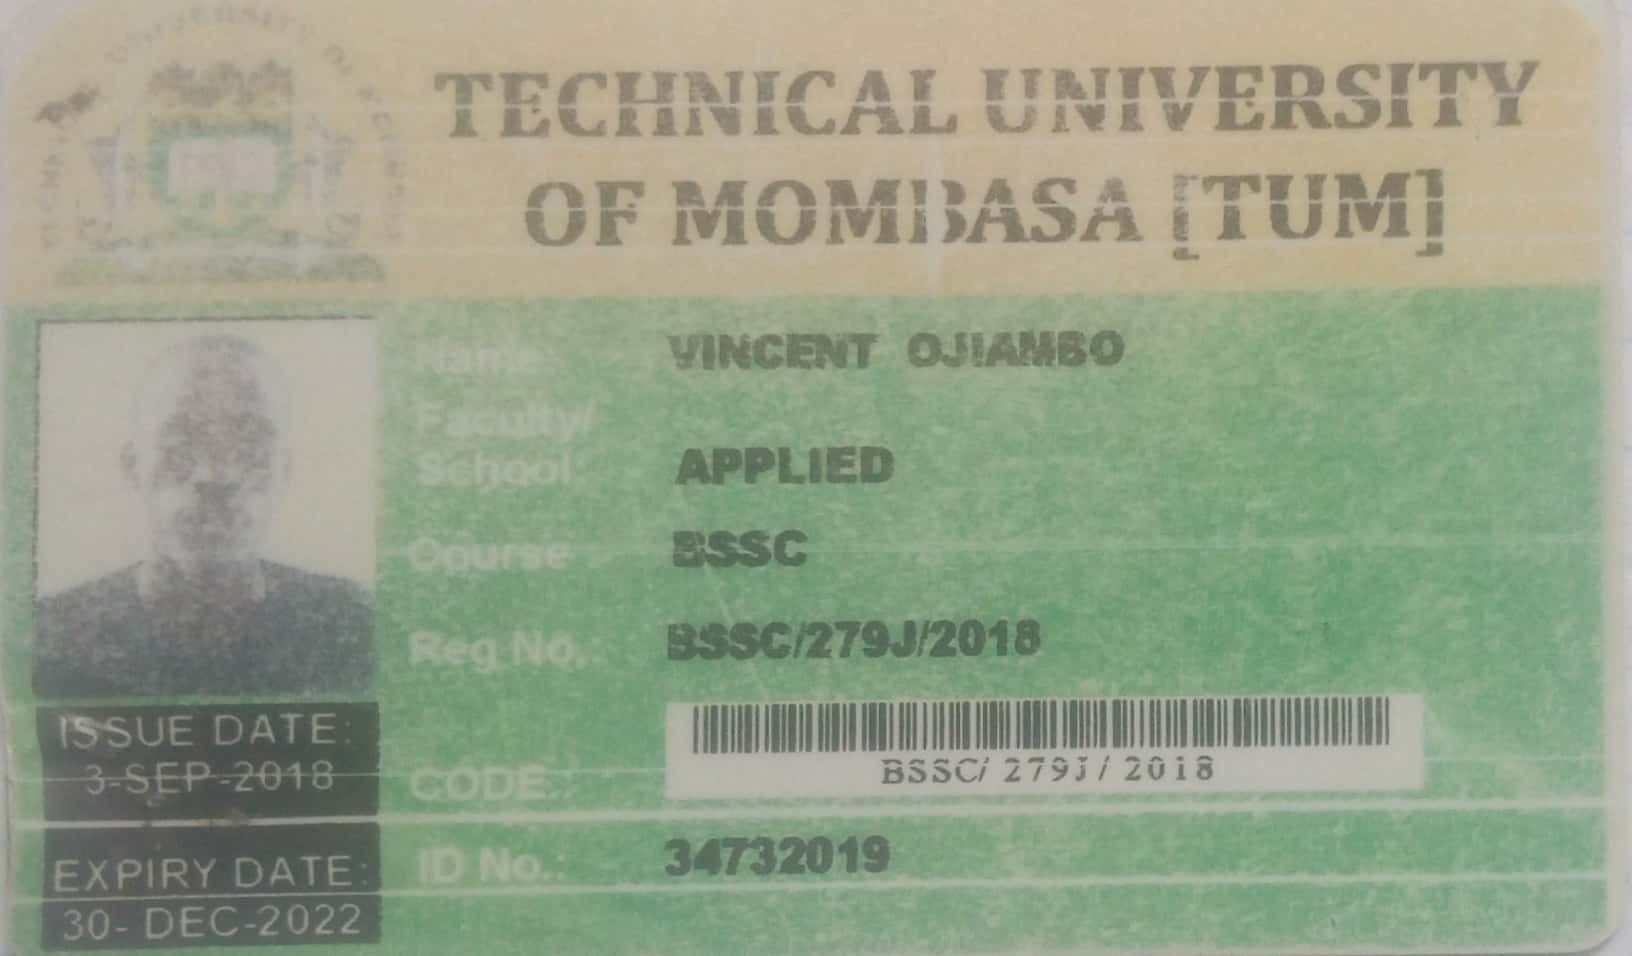 TECHNICAL UNIVERSITY
OF MOMBASA [TUM]
Name: VINCENT OJIAMBO
Faculty/
School: APPLIED
Course BSSC
Reg No.: BSSC/279J/2018
ISSUE DATE:
3-SEP-2018
CODE.:
BSSC/ 279J / 2018
EXPIRY DATE:
30- DEC-2022
ID No.: 34732019